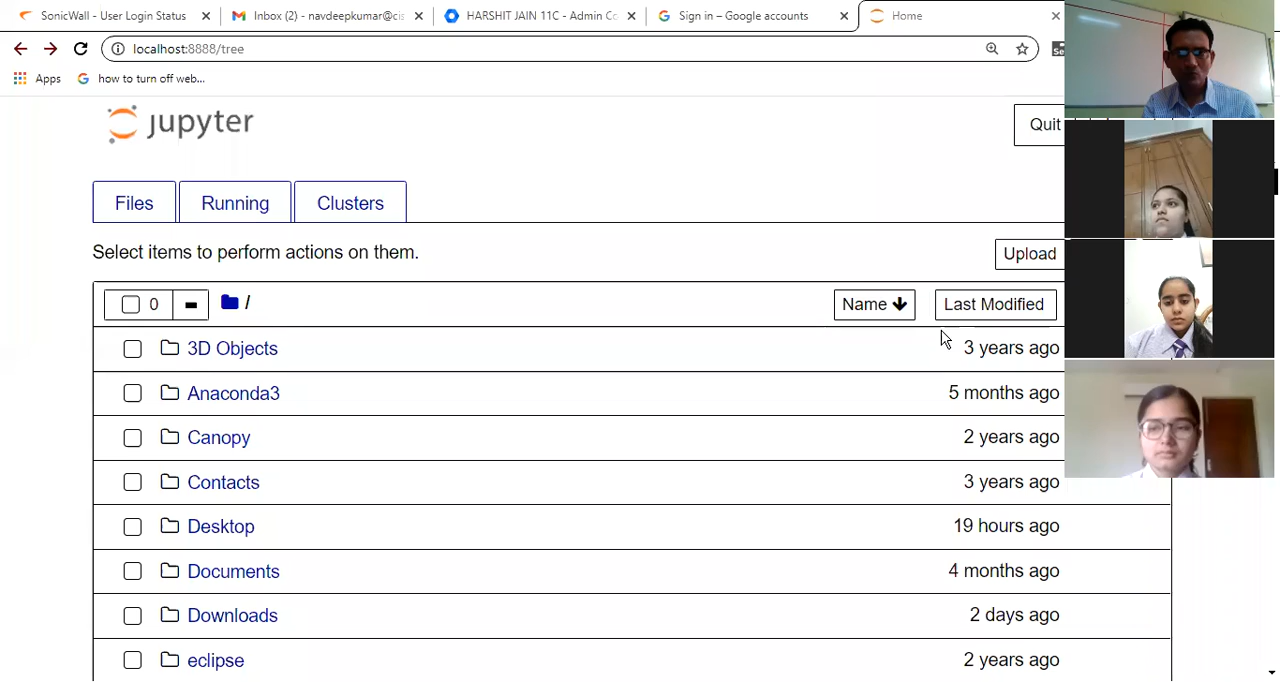 SonicWall - User Login Status
Inbox (2) - navdeepkumar@cis
HARSHIT JAIN 11C - Admin Co
Sign in – Google accounts
Home
localhost:8888/tree
Se
Apps
how to turn off web...
jupyter
Quit
Files
Running
Clusters
Select items to perform actions on them.
Upload
0
/
Name
Last Modified
3D Objects 3 years ago
Anaconda3 5 months ago
Canopy 2 years ago
Contacts 3 years ago
Desktop 19 hours ago
Documents 4 months ago
Downloads 2 days ago
eclipse 2 years ago